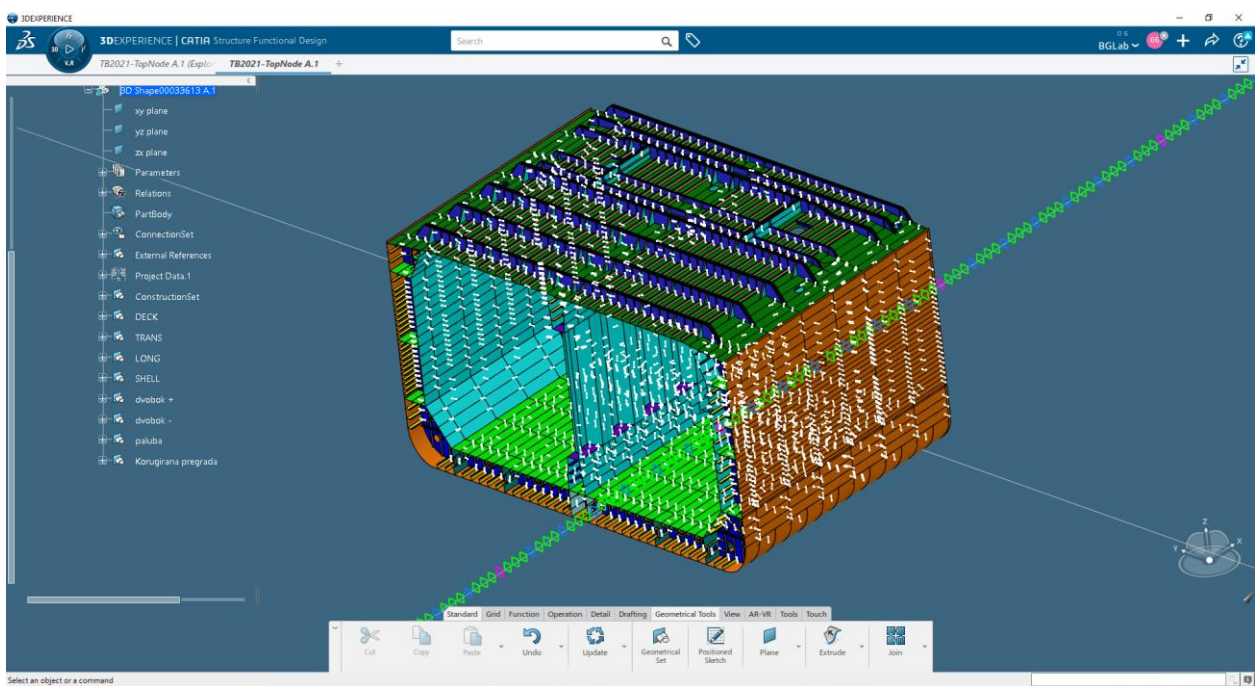 3DEXPERIENCE
3DEXPERIENCE | CATIA Structure Functional Design
Search
BGLab
3D
V.R
TB2021-TopNode A.1 (Explor
TB2021-TopNode A.1
3D Shape00033613 A.1
xy plane
yz plane
zx plane
Parameters
Relations
PartBody
ConnectionSet
External References
Project Data.1
ConstructionSet
DECK
TRANS
LONG
SHELL
dvobok +
dvobok -
paluba
Korugirana pregrada
Z
Y
X
Standard Grid Function Operation Detail Drafting Geometrical Tools View AR-VR Tools Touch
Cut Copy Paste Undo Update Geometrical Set Positioned Sketch Plane Extrude Join
Select an object or a command